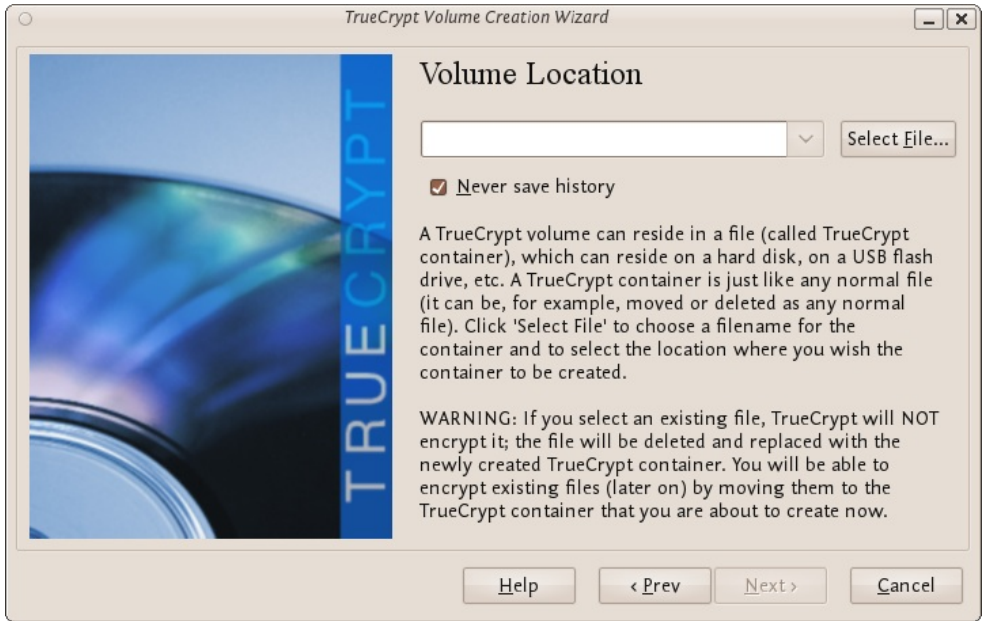 TrueCrypt Volume Creation Wizard
TRUECRYPT
Volume Location
Select File...
Never save history
A TrueCrypt volume can reside in a file (called TrueCrypt
container), which can reside on a hard disk, on a USB flash
drive, etc. A TrueCrypt container is just like any normal file
(it can be, for example, moved or deleted as any normal
file). Click 'Select File' to choose a filename for the
container and to select the location where you wish the
container to be created.
WARNING: If you select an existing file, TrueCrypt will NOT
encrypt it; the file will be deleted and replaced with the
newly created TrueCrypt container. You will be able to
encrypt existing files (later on) by moving them to the
TrueCrypt container that you are about to create now.
Help
< Prev
Next >
Cancel